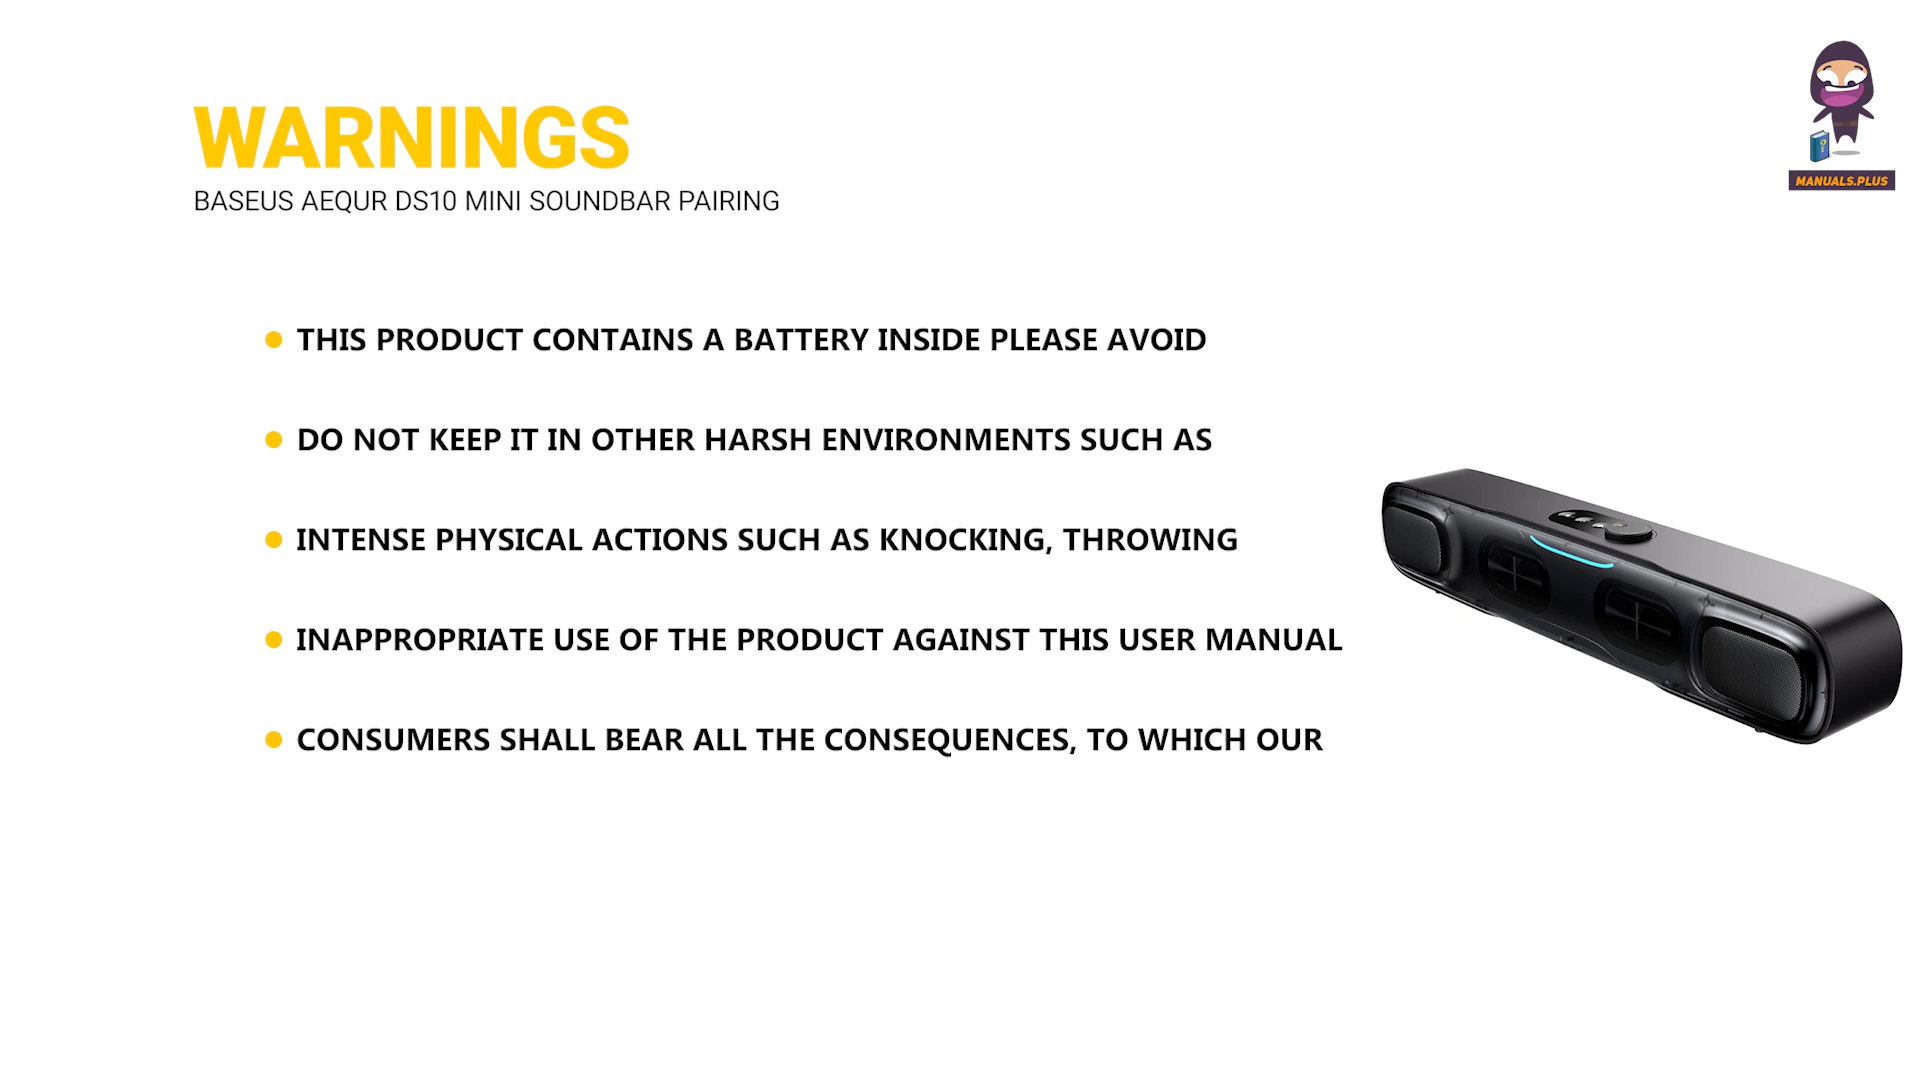 WARNINGS
BASEUS AEQUR DS10 MINI SOUNDBAR PAIRING
MANUALS.PLUS
THIS PRODUCT CONTAINS A BATTERY INSIDE PLEASE AVOID
DO NOT KEEP IT IN OTHER HARSH ENVIRONMENTS SUCH AS
INTENSE PHYSICAL ACTIONS SUCH AS KNOCKING, THROWING
INAPPROPRIATE USE OF THE PRODUCT AGAINST THIS USER MANUAL
CONSUMERS SHALL BEAR ALL THE CONSEQUENCES, TO WHICH OUR